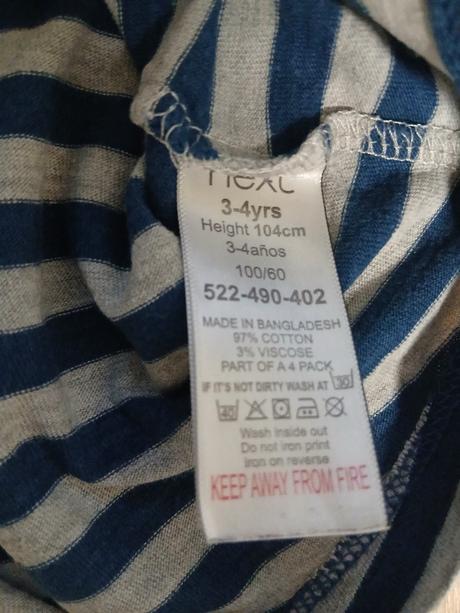 next
3-4yrs
Height 104cm
3-4años
100/60
522-490-402
MADE IN BANGLADESH
97% COTTON
3% VISCOSE
PART OF A 4 PACK
IF IT'S NOT DIRTY WASH AT 30
40
Wash inside out
Do not iron print
Iron on reverse
KEEP AWAY FROM FIRE